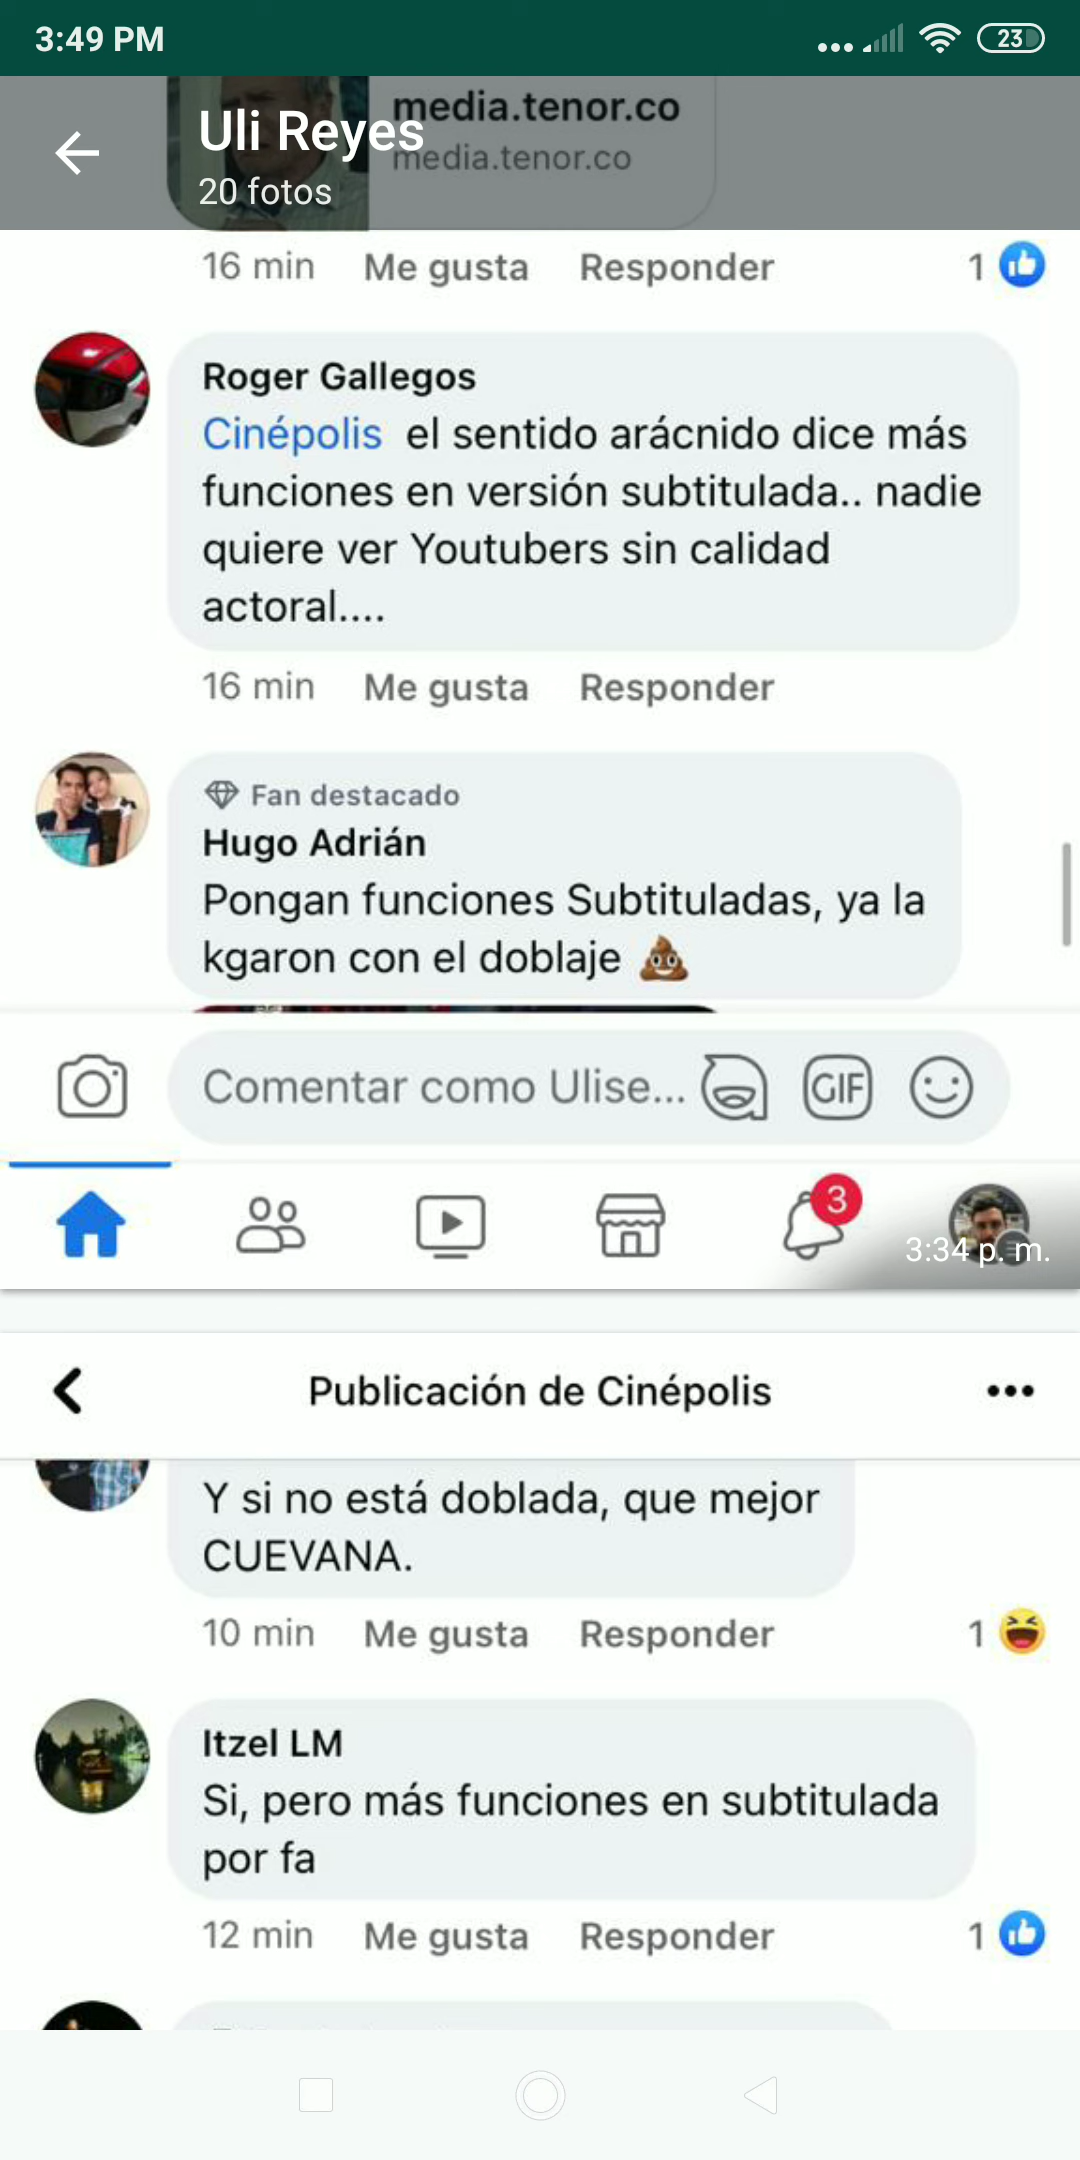 3:49 PM
23
media.tenor.co
Uli Reyes
media.tenor.co
20 fotos
16 min Me gusta Responder 1
Roger Gallegos
Cinépolis el sentido arácnido dice más
funciones en versión subtitulada.. nadie
quiere ver Youtubers sin calidad
actoral....
16 min Me gusta Responder
Fan destacado
Hugo Adrián
Pongan funciones Subtituladas, ya la
kgaron con el doblaje 💩
Comentar como Ulise... GIF
3
3:34 p. m.
Publicación de Cinépolis
Y si no está doblada, que mejor
CUEVANA.
10 min Me gusta Responder 1
Itzel LM
Si, pero más funciones en subtitulada
por fa
12 min Me gusta Responder 1